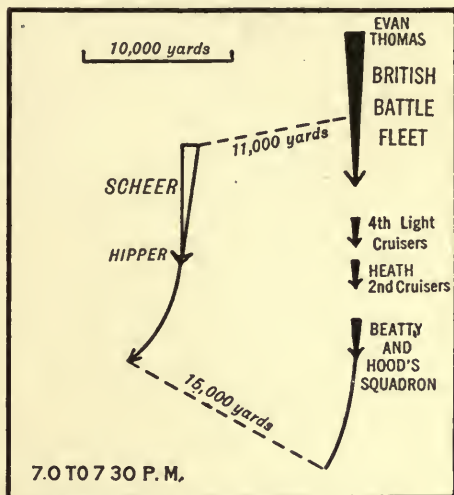 10,000 yards
EVAN
THOMAS
BRITISH
BATTLE
FLEET
11,000 yards
SCHEER
HIPPER
4th Light
Cruisers
HEATH
2nd Cruisers
BEATTY
AND
HOOD'S
SQUADRON
15,000 yards
7.0 TO 7 30 P.M.